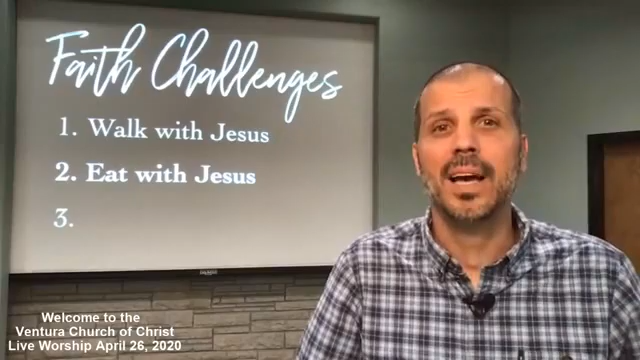 Faith Challenges
1. Walk with Jesus
2. Eat with Jesus
3.
Welcome to the
Ventura Church of Christ
Live Worship April 26, 2020